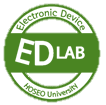 Electronic Device
ED LAB
HOSEO University